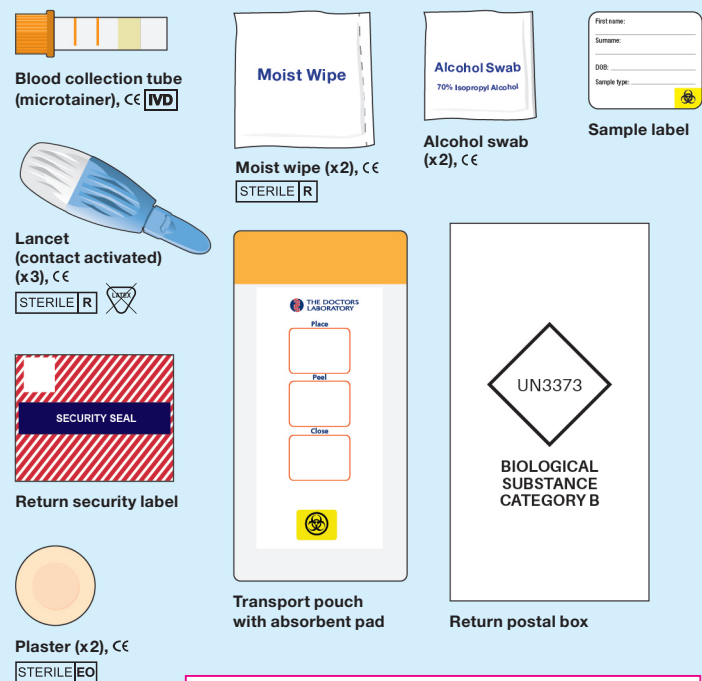 Blood collection tube
(microtainer), CE IVD
Moist Wipe
Moist wipe (x2), CE
STERILE R
Alcohol Swab
70% Isopropyl Alcohol
Alcohol swab
(x2), CE
First name:
Surname:
DOB:
Sample type:
Sample label
Lancet
(contact activated)
(x3), CE
STERILE R
LATEX
SECURITY SEAL
Return security label
Plaster (x2), CE
STERILE EO
THE DOCTORS
LABORATORY
Place
Peel
Close
Transport pouch
with absorbent pad
UN3373
BIOLOGICAL
SUBSTANCE
CATEGORY B
Return postal box